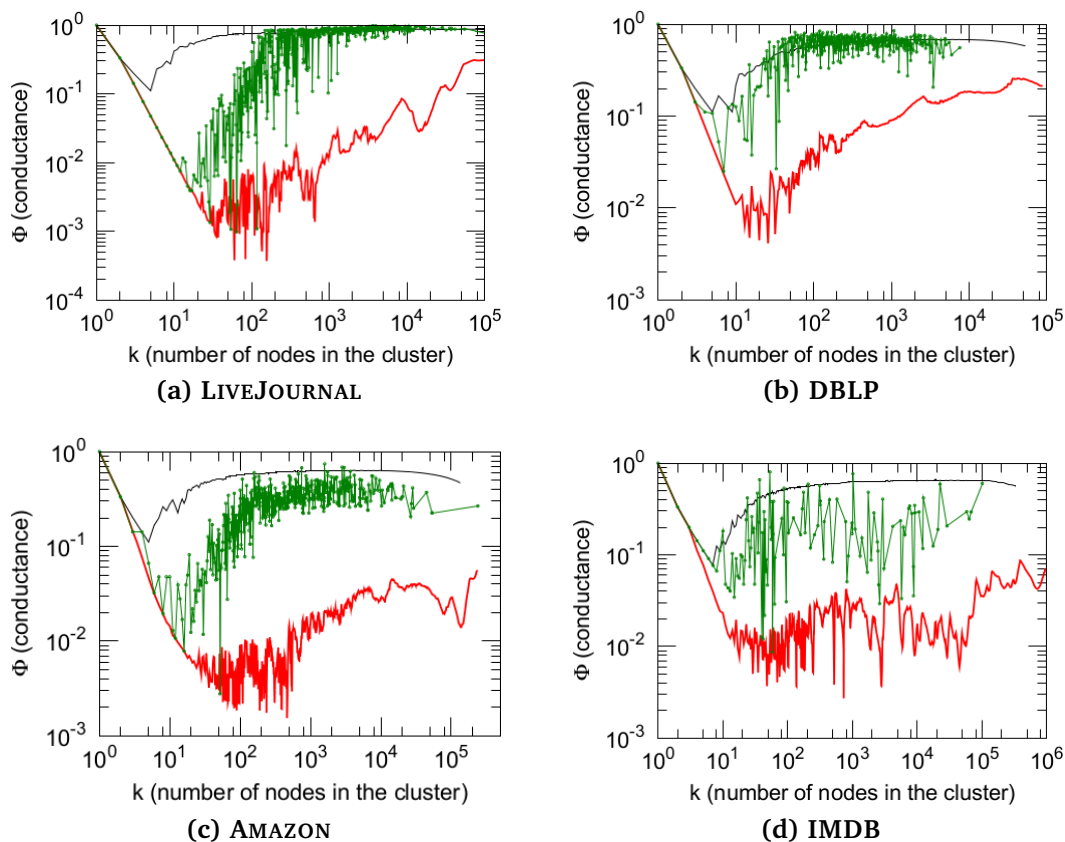 10^0
10^-1
10^-2
10^-3
10^-4
Φ (conductance)
10^0 10^1 10^2 10^3 10^4 10^5
k (number of nodes in the cluster)
(a) LIVEJOURNAL
10^0
10^-1
10^-2
10^-3
Φ (conductance)
10^0 10^1 10^2 10^3 10^4 10^5
k (number of nodes in the cluster)
(b) DBLP
10^0
10^-1
10^-2
10^-3
Φ (conductance)
10^0 10^1 10^2 10^3 10^4 10^5
k (number of nodes in the cluster)
(c) AMAZON
10^0
10^-1
10^-2
10^-3
Φ (conductance)
10^0 10^1 10^2 10^3 10^4 10^5 10^6
k (number of nodes in the cluster)
(d) IMDB